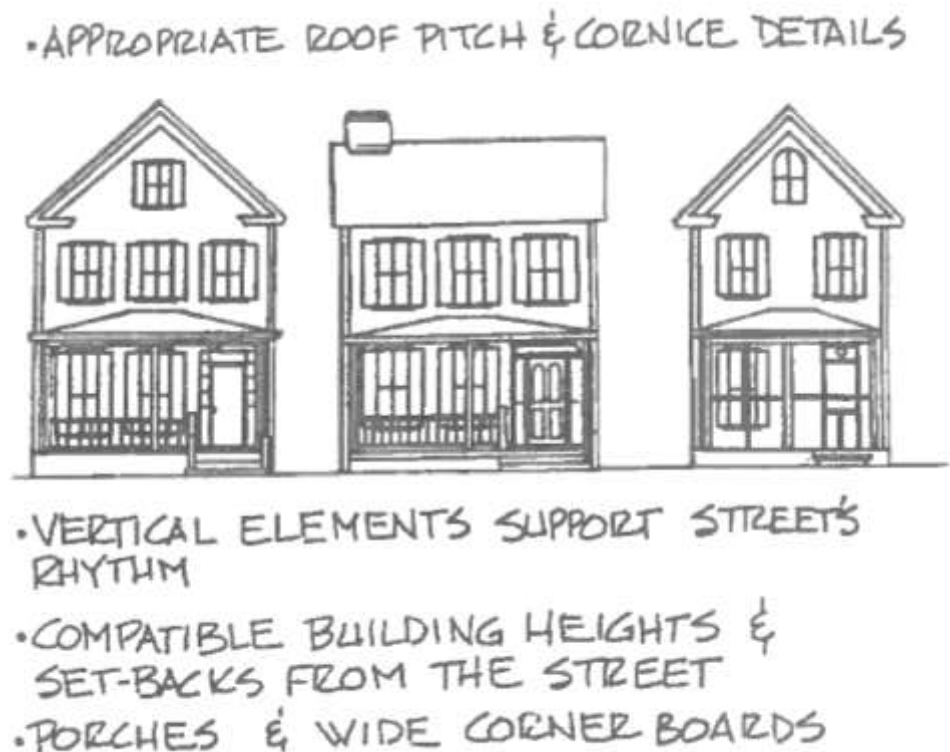 •APPROPRIATE ROOF PITCH & CORNICE DETAILS
•VERTICAL ELEMENTS SUPPORT STREET'S
RHYTHM
•COMPATIBLE BUILDING HEIGHTS &
SET-BACKS FROM THE STREET
•PORCHES & WIDE CORNER BOARDS